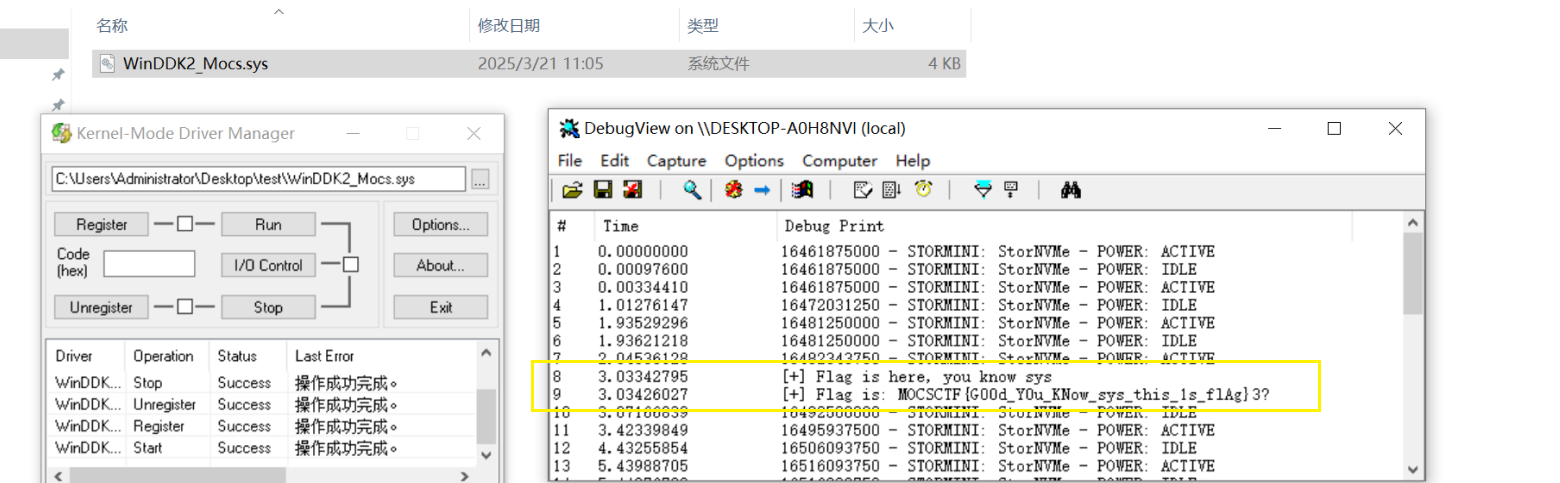 名称 修改日期 类型 大小
WinDDK2_Mocs.sys 2025/3/21 11:05 系统文件 4 KB
Kernel-Mode Driver Manager
C:\Users\Administrator\Desktop\test\WinDDK2_Mocs.sys ...
Register Run Options...
Code (hex) I/O Control About...
Unregister Stop Exit
Driver Operation Status Last Error
WinDDK... Stop Success 操作成功完成。
WinDDK... Unregister Success 操作成功完成。
WinDDK... Register Success 操作成功完成。
WinDDK... Start Success 操作成功完成。
DebugView on \\DESKTOP-A0H8NVI (local)
File Edit Capture Options Computer Help
# Time Debug Print
1 0.00000000 16461875000 - STORMINI: StorNVMe - POWER: ACTIVE
2 0.00097600 16461875000 - STORMINI: StorNVMe - POWER: IDLE
3 0.00334410 16461875000 - STORMINI: StorNVMe - POWER: ACTIVE
4 1.01276147 16472031250 - STORMINI: StorNVMe - POWER: IDLE
5 1.93529296 16481250000 - STORMINI: StorNVMe - POWER: ACTIVE
6 1.93621218 16481250000 - STORMINI: StorNVMe - POWER: IDLE
7 2.04536128 16482343750 - STORMINI: StorNVMe - POWER: ACTIVE
8 3.03342795 [+] Flag is here, you know sys
9 3.03426027 [+] Flag is: MOCSCTF{G00d_Y0u_KNow_sys_this_1s_flAg}3?
10 3.07166839 16492500000 - STORMINI: StorNVMe - POWER: IDLE
11 3.42339849 16495937500 - STORMINI: StorNVMe - POWER: ACTIVE
12 4.43255854 16506093750 - STORMINI: StorNVMe - POWER: IDLE
13 5.43988705 16516093750 - STORMINI: StorNVMe - POWER: ACTIVE